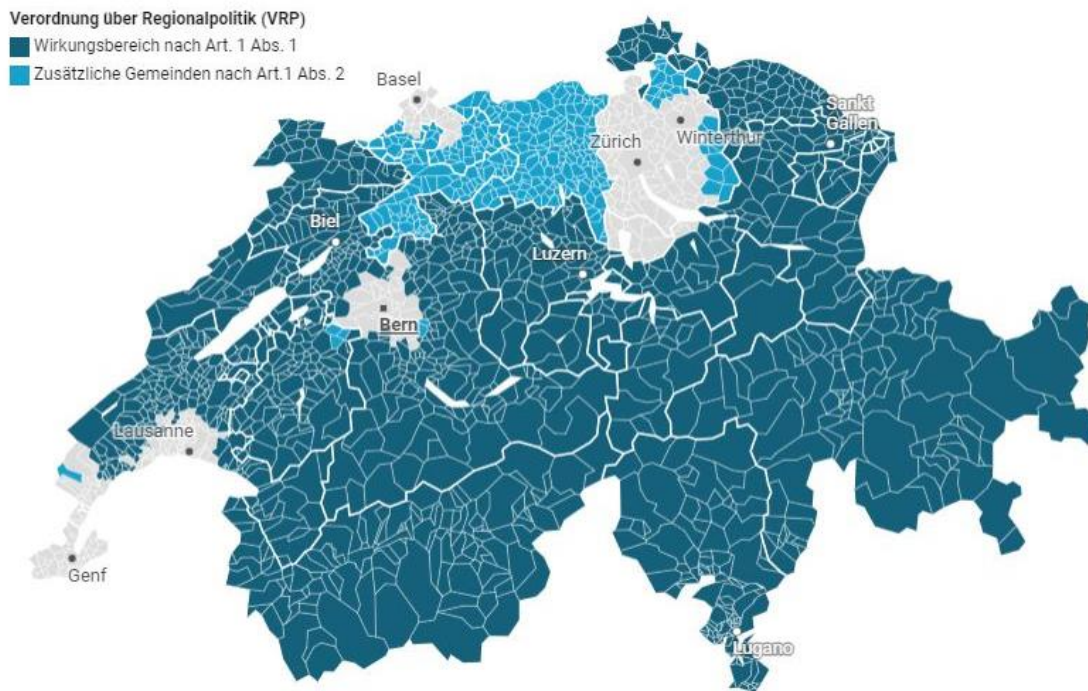 Verordnung über Regionalpolitik (VRP)
Wirkungsbereich nach Art. 1 Abs. 1
Zusätzliche Gemeinden nach Art.1 Abs. 2
Basel
Sankt
Gallen
Winterthur
Zürich
Biel
Luzern
Bern
Lausanne
Genf
Lugano